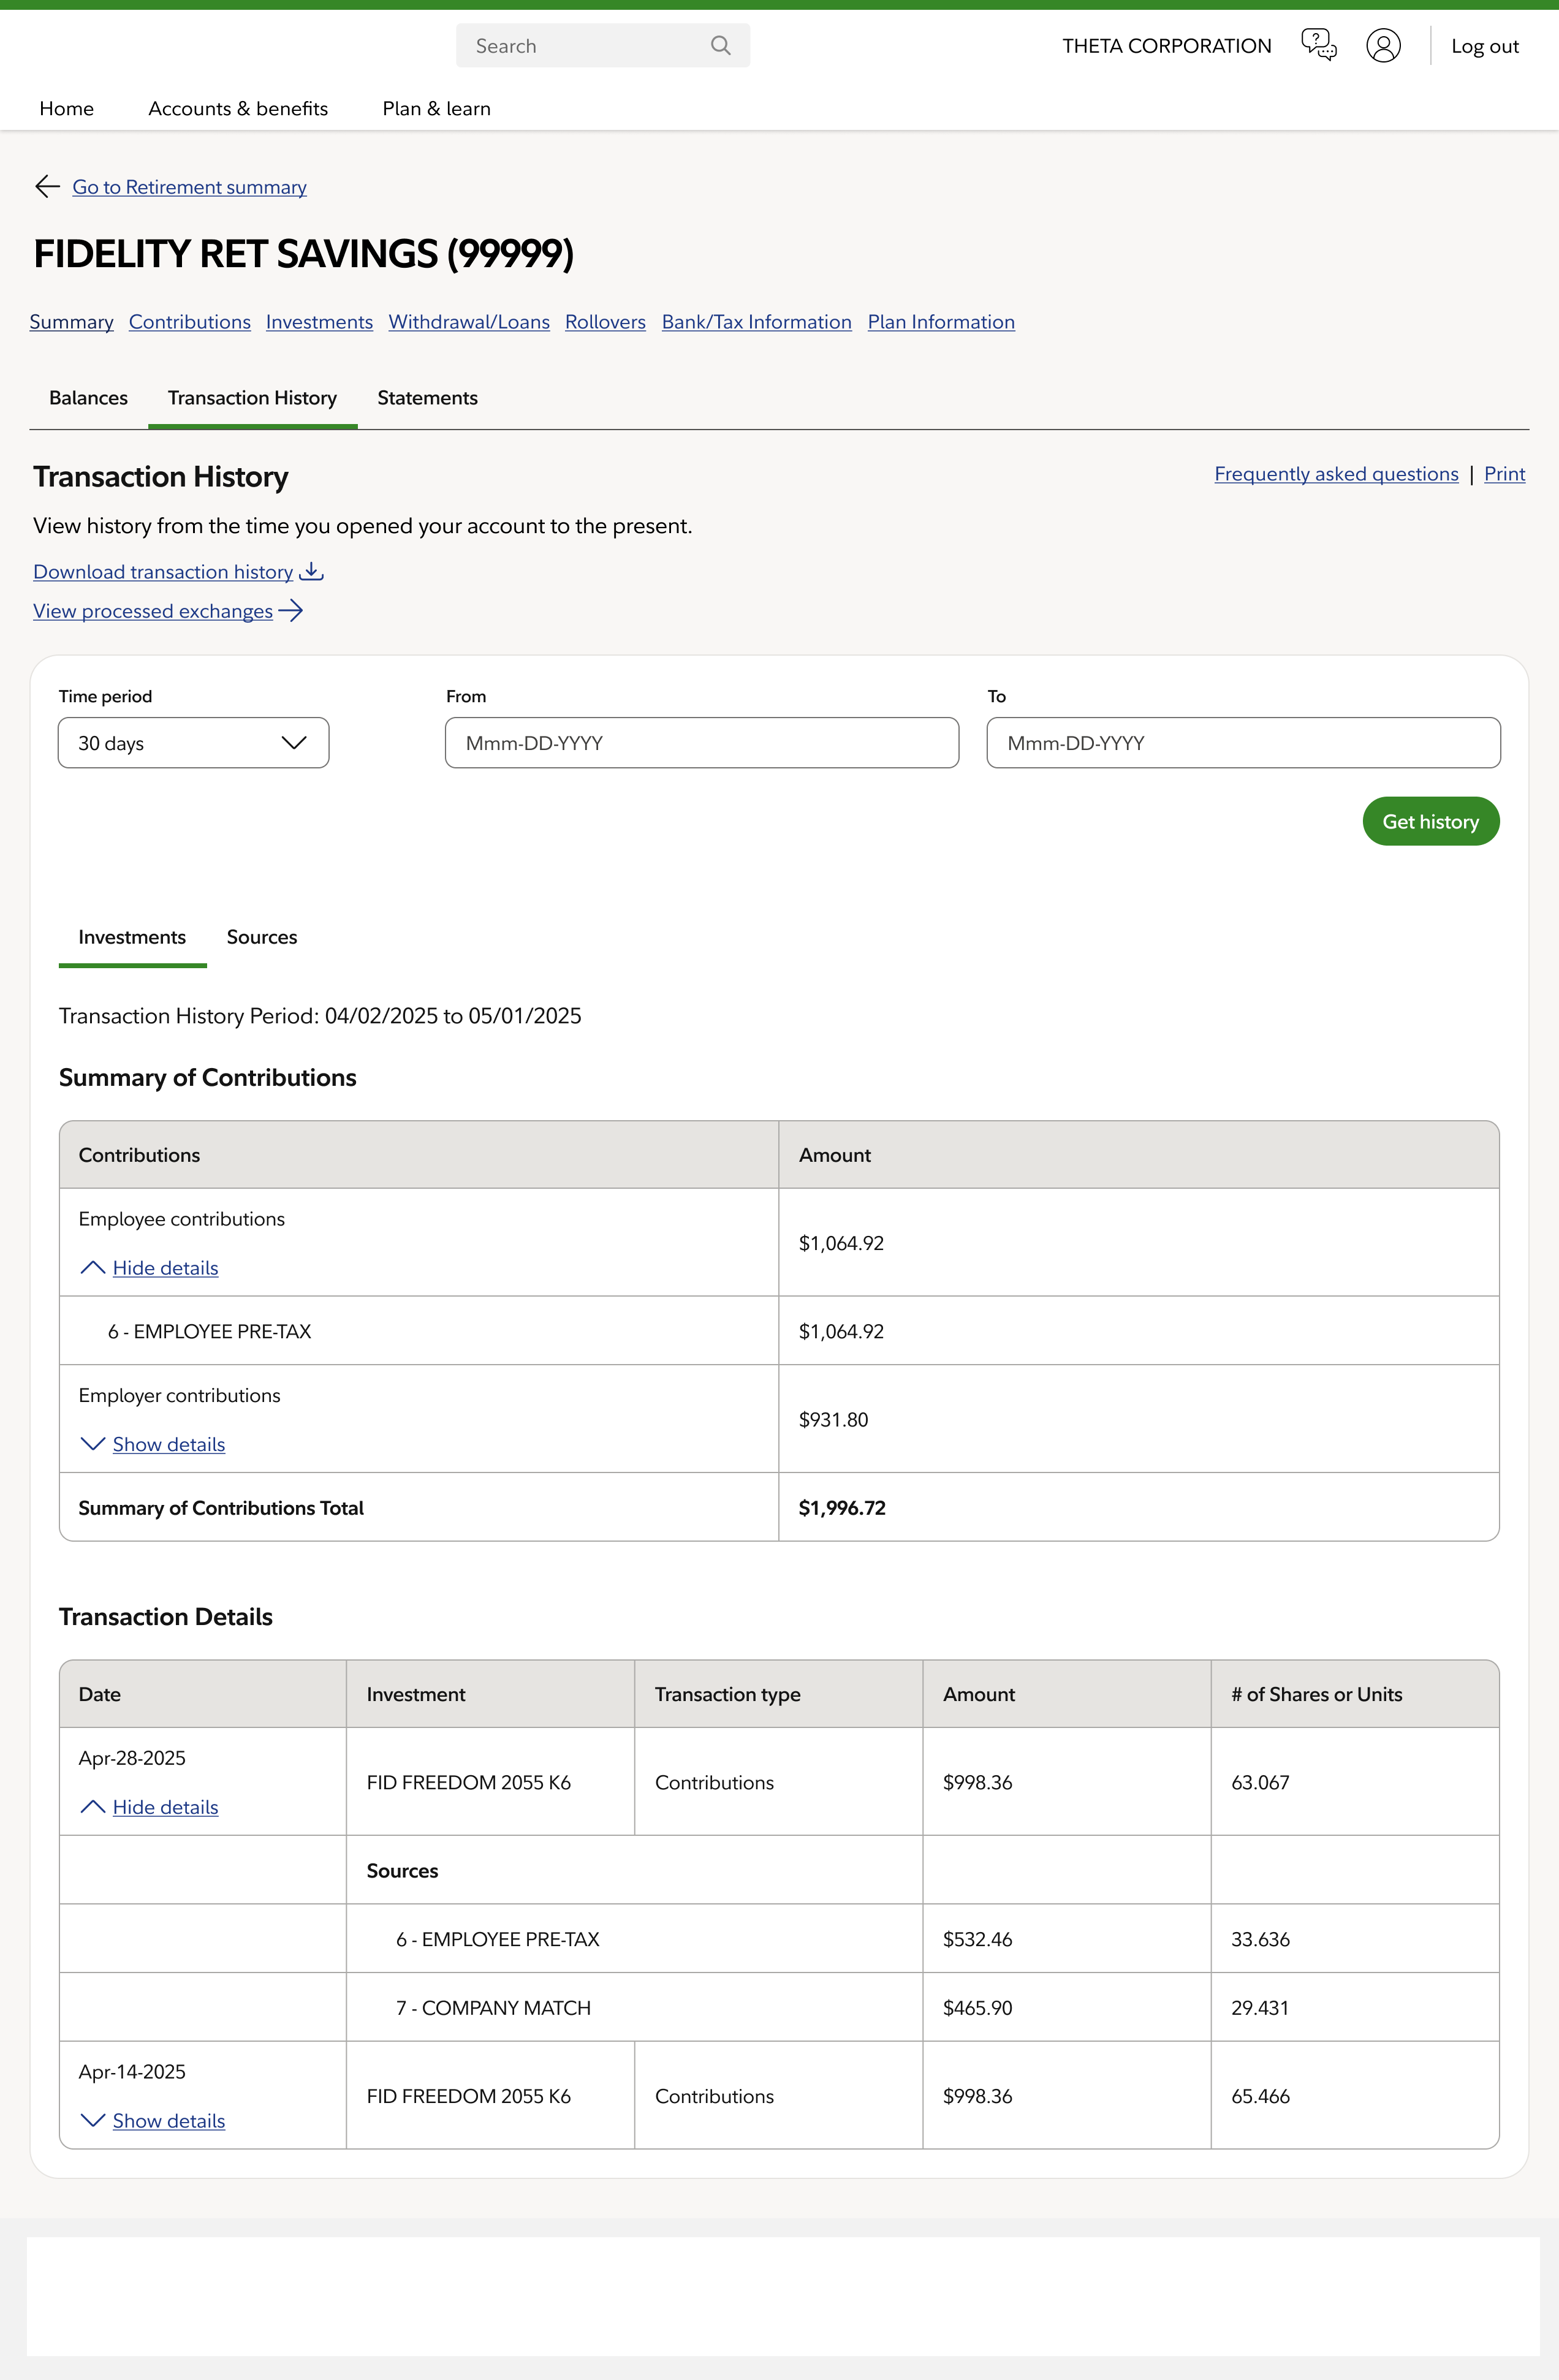 Search
THETA CORPORATION
Log out
Home Accounts & benefits Plan & learn
Go to Retirement summary
FIDELITY RET SAVINGS (99999)
Summary Contributions Investments Withdrawal/Loans Rollovers Bank/Tax Information Plan Information
Balances Transaction History Statements
Transaction History
Frequently asked questions | Print
View history from the time you opened your account to the present.
Download transaction history
View processed exchanges
Time period From To
30 days Mmm-DD-YYYY Mmm-DD-YYYY
Get history
Investments Sources
Transaction History Period: 04/02/2025 to 05/01/2025
Summary of Contributions
Contributions Amount
Employee contributions
$1,064.92
Hide details
6 - EMPLOYEE PRE-TAX $1,064.92
Employer contributions
$931.80
Show details
Summary of Contributions Total $1,996.72
Transaction Details
Date Investment Transaction type Amount # of Shares or Units
Apr-28-2025
Hide details
FID FREEDOM 2055 K6 Contributions $998.36 63.067
Sources
6 - EMPLOYEE PRE-TAX $532.46 33.636
7 - COMPANY MATCH $465.90 29.431
Apr-14-2025
Show details
FID FREEDOM 2055 K6 Contributions $998.36 65.466